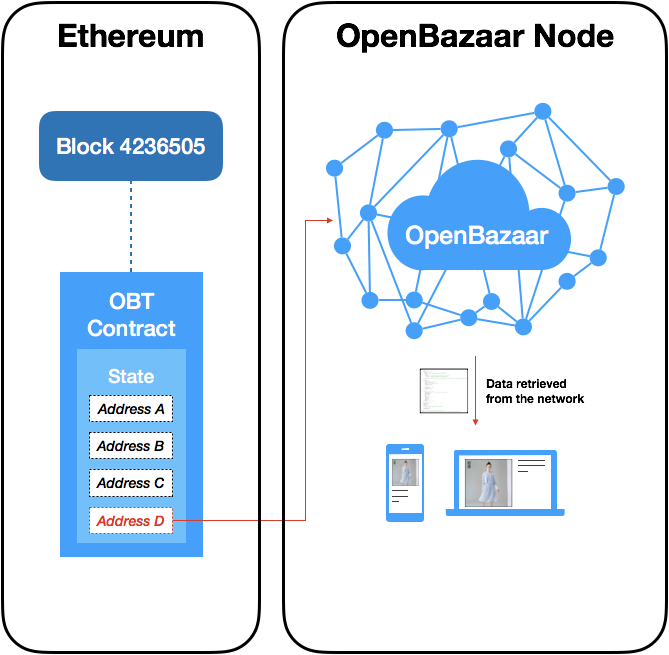 Ethereum
Block 4236505
OBT
Contract
State
Address A
Address B
Address C
Address D
OpenBazaar Node
OpenBazaar
Data retrieved
from the network